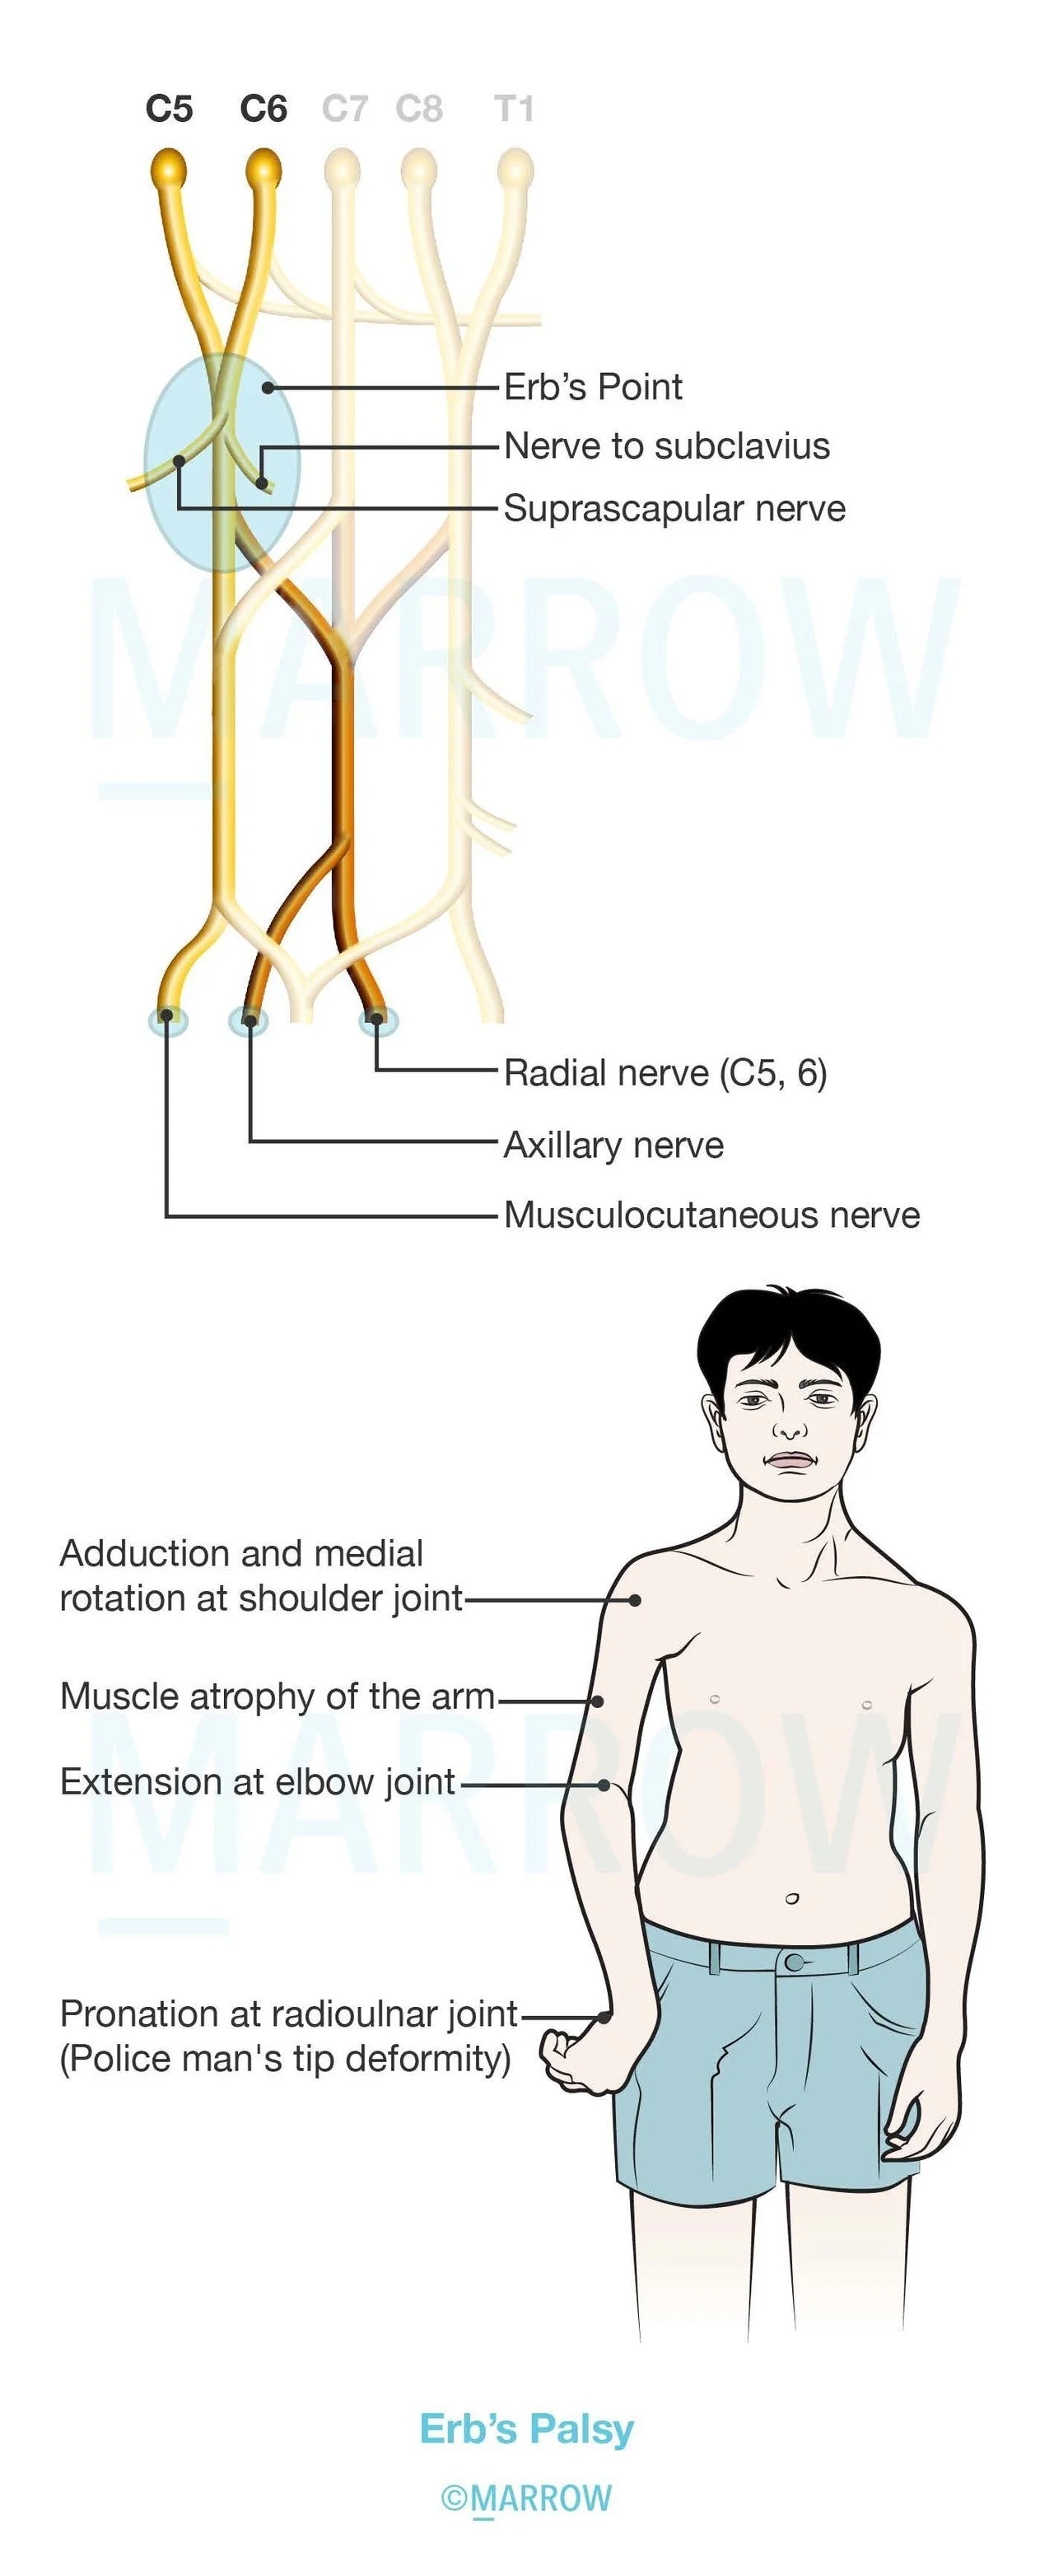 C5 C6 C7 C8 T1
Erb's Point
Nerve to subclavius
Suprascapular nerve
MARROW
Radial nerve (C5, 6)
Axillary nerve
Musculocutaneous nerve
Adduction and medial
rotation at shoulder joint
Muscle atrophy of the arm
MARROW
Extension at elbow joint
Pronation at radioulnar joint
(Police man's tip deformity)
Erb's Palsy
©MARROW